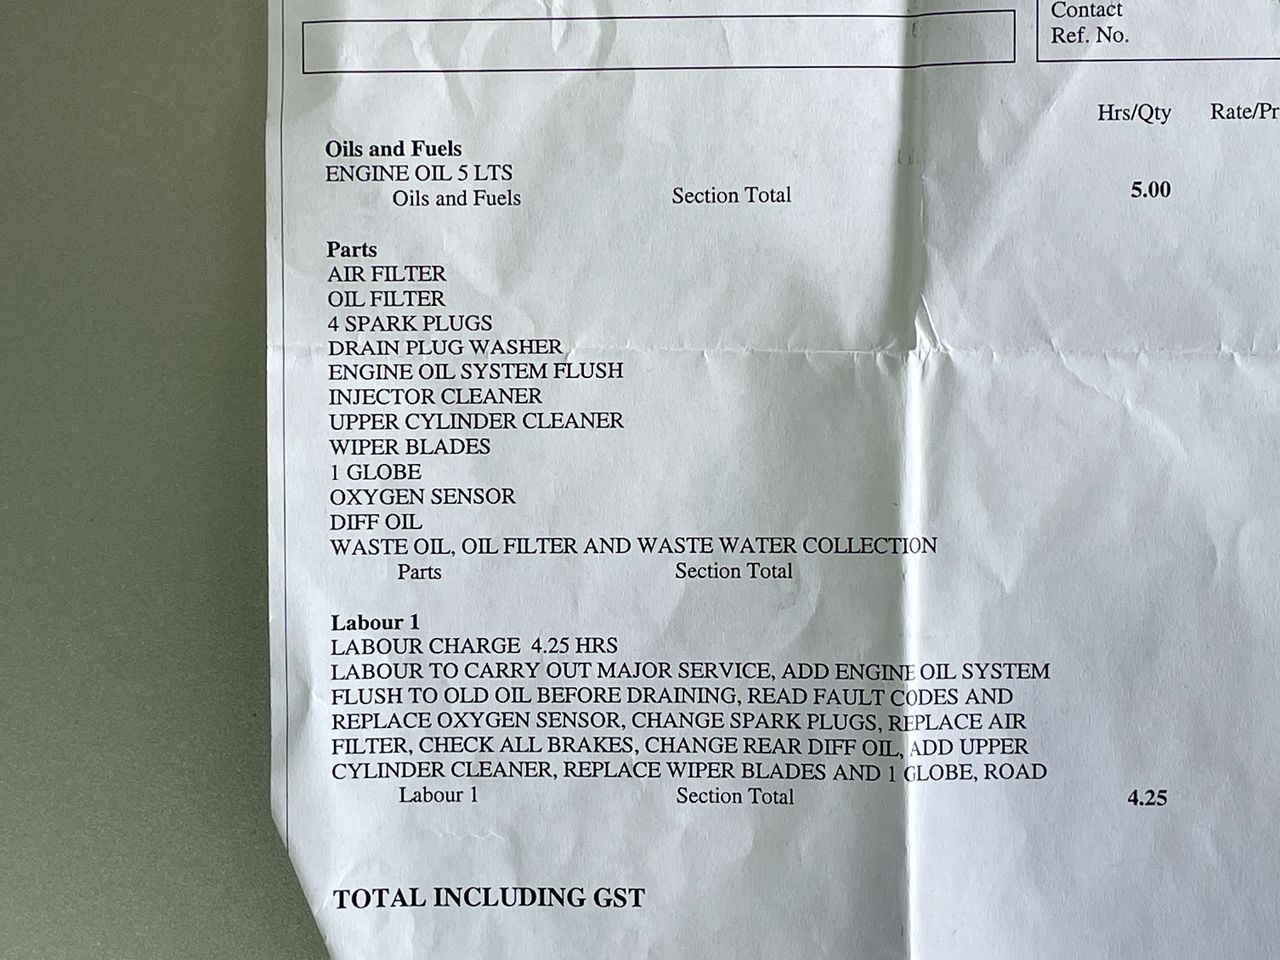 Contact
Ref. No.
Hrs/Qty Rate/Pr
Oils and Fuels
ENGINE OIL 5 LTS
Oils and Fuels Section Total 5.00
Parts
AIR FILTER
OIL FILTER
4 SPARK PLUGS
DRAIN PLUG WASHER
ENGINE OIL SYSTEM FLUSH
INJECTOR CLEANER
UPPER CYLINDER CLEANER
WIPER BLADES
1 GLOBE
OXYGEN SENSOR
DIFF OIL
WASTE OIL, OIL FILTER AND WASTE WATER COLLECTION
Parts Section Total
Labour 1
LABOUR CHARGE 4.25 HRS
LABOUR TO CARRY OUT MAJOR SERVICE, ADD ENGINE OIL SYSTEM
FLUSH TO OLD OIL BEFORE DRAINING, READ FAULT CODES AND
REPLACE OXYGEN SENSOR, CHANGE SPARK PLUGS, REPLACE AIR
FILTER, CHECK ALL BRAKES, CHANGE REAR DIFF OIL, ADD UPPER
CYLINDER CLEANER, REPLACE WIPER BLADES AND 1 GLOBE, ROAD
Labour 1 Section Total 4.25
TOTAL INCLUDING GST